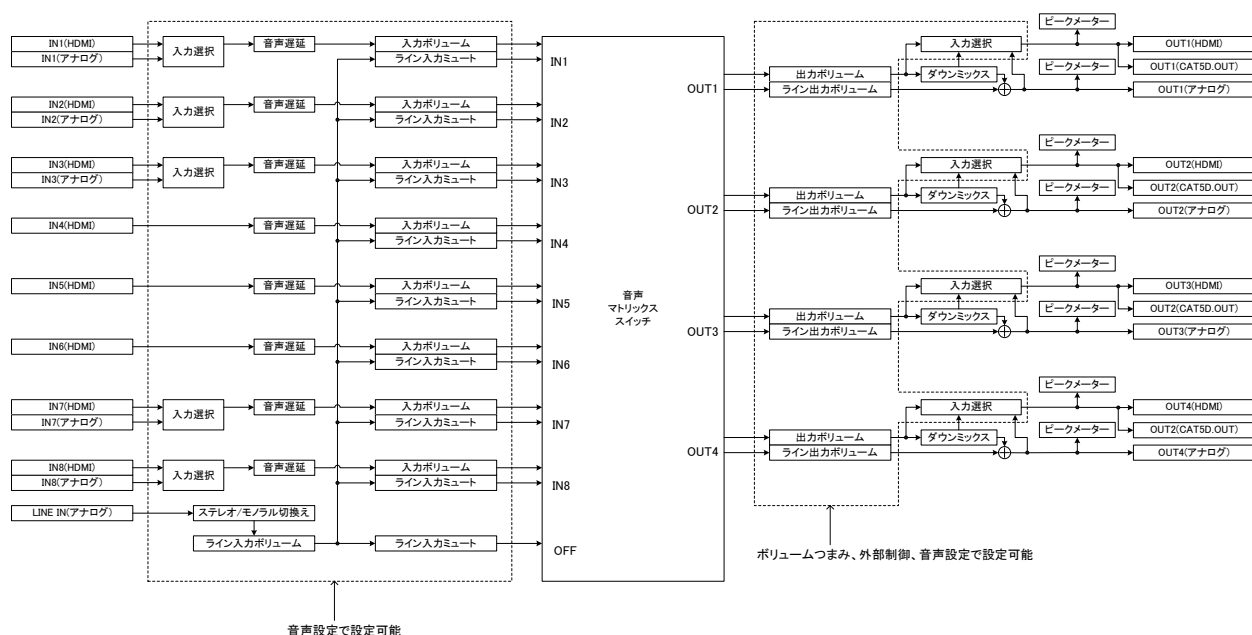 IN1(HDMI)
IN1(アナログ)
入力選択
音声遅延
入力ボリューム
ライン入力ミュート
IN1
IN2(HDMI)
IN2(アナログ)
入力選択
音声遅延
入力ボリューム
ライン入力ミュート
IN2
IN3(HDMI)
IN3(アナログ)
入力選択
音声遅延
入力ボリューム
ライン入力ミュート
IN3
IN4(HDMI)
音声遅延
入力ボリューム
ライン入力ミュート
IN4
IN5(HDMI)
音声遅延
入力ボリューム
ライン入力ミュート
IN5
IN6(HDMI)
音声遅延
入力ボリューム
ライン入力ミュート
IN6
IN7(HDMI)
IN7(アナログ)
入力選択
音声遅延
入力ボリューム
ライン入力ミュート
IN7
IN8(HDMI)
IN8(アナログ)
入力選択
音声遅延
入力ボリューム
ライン入力ミュート
IN8
LINE IN(アナログ)
ステレオ/モノラル切換え
ライン入力ボリューム
ライン入力ミュート
OFF
音声設定で設定可能
音声
マトリックス
スイッチ
OUT1
出力ボリューム
ライン出力ボリューム
入力選択
ダウンミックス
ピークメーター
ピークメーター
OUT1(HDMI)
OUT1(CAT5D.OUT)
OUT1(アナログ)
OUT2
出力ボリューム
ライン出力ボリューム
入力選択
ダウンミックス
ピークメーター
ピークメーター
OUT2(HDMI)
OUT2(CAT5D.OUT)
OUT2(アナログ)
OUT3
出力ボリューム
ライン出力ボリューム
入力選択
ダウンミックス
ピークメーター
ピークメーター
OUT3(HDMI)
OUT2(CAT5D.OUT)
OUT3(アナログ)
OUT4
出力ボリューム
ライン出力ボリューム
入力選択
ダウンミックス
ピークメーター
ピークメーター
OUT4(HDMI)
OUT2(CAT5D.OUT)
OUT4(アナログ)
ボリュームつまみ、外部制御、音声設定で設定可能